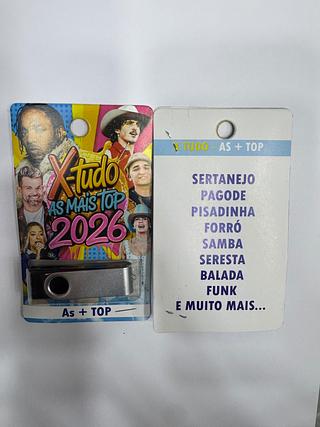 X-Tudo
AS MAIS TOP
2026
As + TOP
X TUDO - AS + TOP
SERTANEJO
PAGODE
PISADINHA
FORRÓ
SAMBA
SERESTA
BALADA
FUNK
E MUITO MAIS...